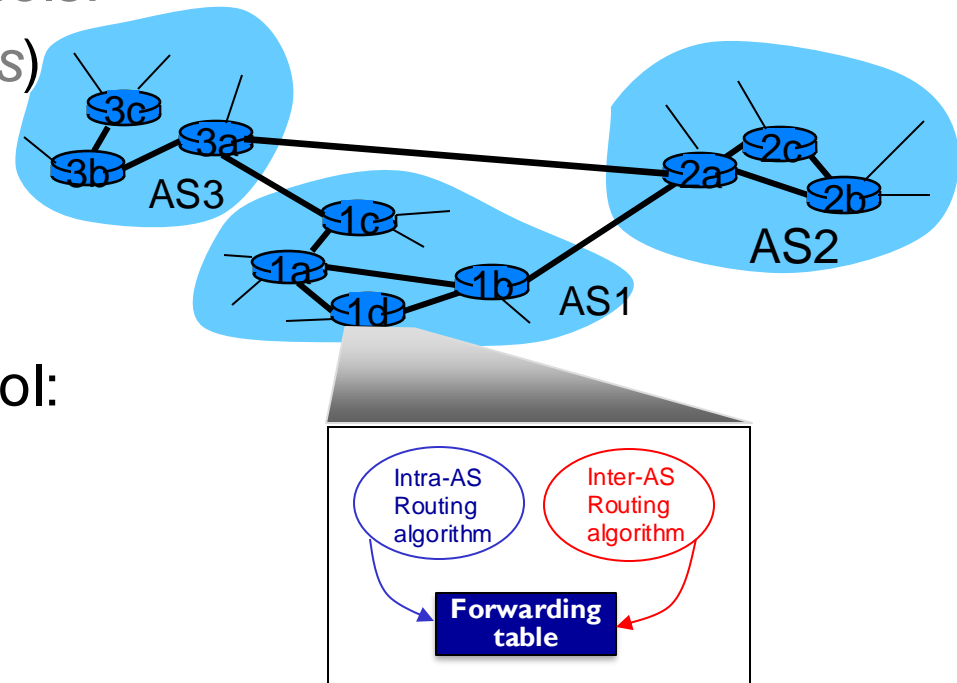 s)
3c
3a
3b
AS3
2c
2a
2b
AS2
1c
1a
1b
1d
AS1
ol:
Intra-AS
Routing
algorithm
Inter-AS
Routing
algorithm
Forwarding
table